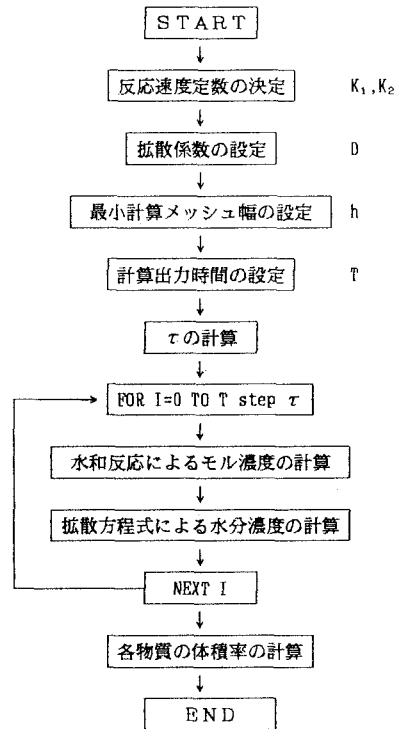 START
反応速度定数の決定 K₁,K₂
拡散係数の設定 D
最小計算メッシュ幅の設定 h
計算出力時間の設定 T
τの計算
FOR I=0 TO T step τ
水和反応によるモル濃度の計算
拡散方程式による水分濃度の計算
NEXT I
各物質の体積率の計算
END